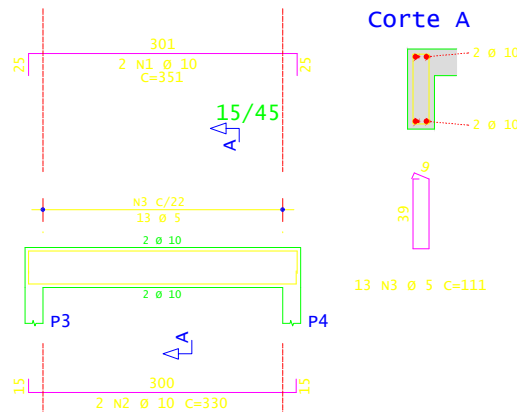 Corte A
301
2 N1 Ø 10
C=351
25
25
15/45
A
2 Ø 10
2 Ø 10
N3 C/22
13 Ø 5
2 Ø 10
2 Ø 10
P3
P4
A
39
13 N3 Ø 5 C=111
15
300
15
2 N2 Ø 10 C=330